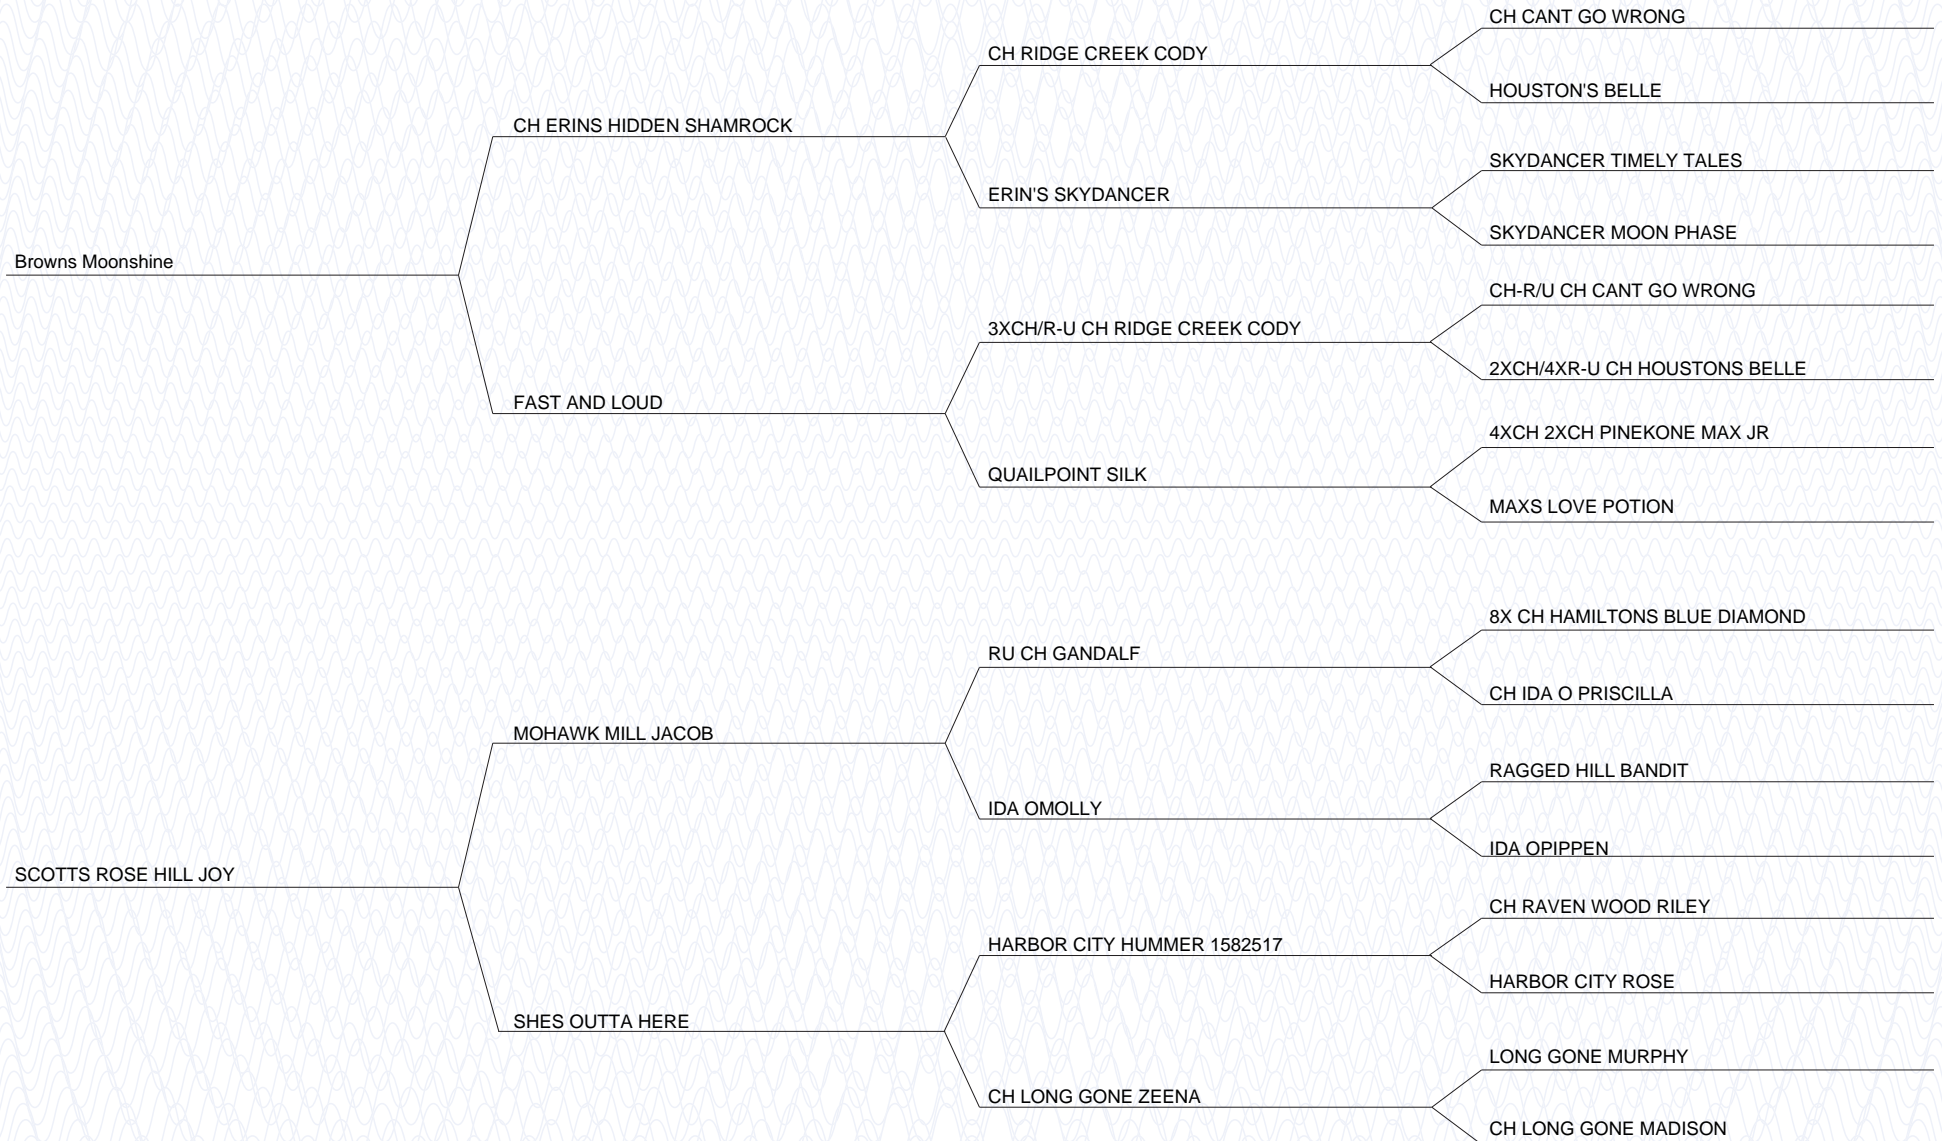 CH CANT GO WRONG
CH RIDGE CREEK CODY
HOUSTON'S BELLE
CH ERINS HIDDEN SHAMROCK
SKYDANCER TIMELY TALES
ERIN'S SKYDANCER
SKYDANCER MOON PHASE
Browns Moonshine
CH-R/U CH CANT GO WRONG
3XCH/R-U CH RIDGE CREEK CODY
2XCH/4XR-U CH HOUSTONS BELLE
FAST AND LOUD
4XCH 2XCH PINEKONE MAX JR
QUAILPOINT SILK
MAXS LOVE POTION
8X CH HAMILTONS BLUE DIAMOND
RU CH GANDALF
CH IDA O PRISCILLA
MOHAWK MILL JACOB
RAGGED HILL BANDIT
IDA OMOLLY
IDA OPIPPEN
SCOTTS ROSE HILL JOY
CH RAVEN WOOD RILEY
HARBOR CITY HUMMER 1582517
HARBOR CITY ROSE
SHES OUTTA HERE
LONG GONE MURPHY
CH LONG GONE ZEENA
CH LONG GONE MADISON